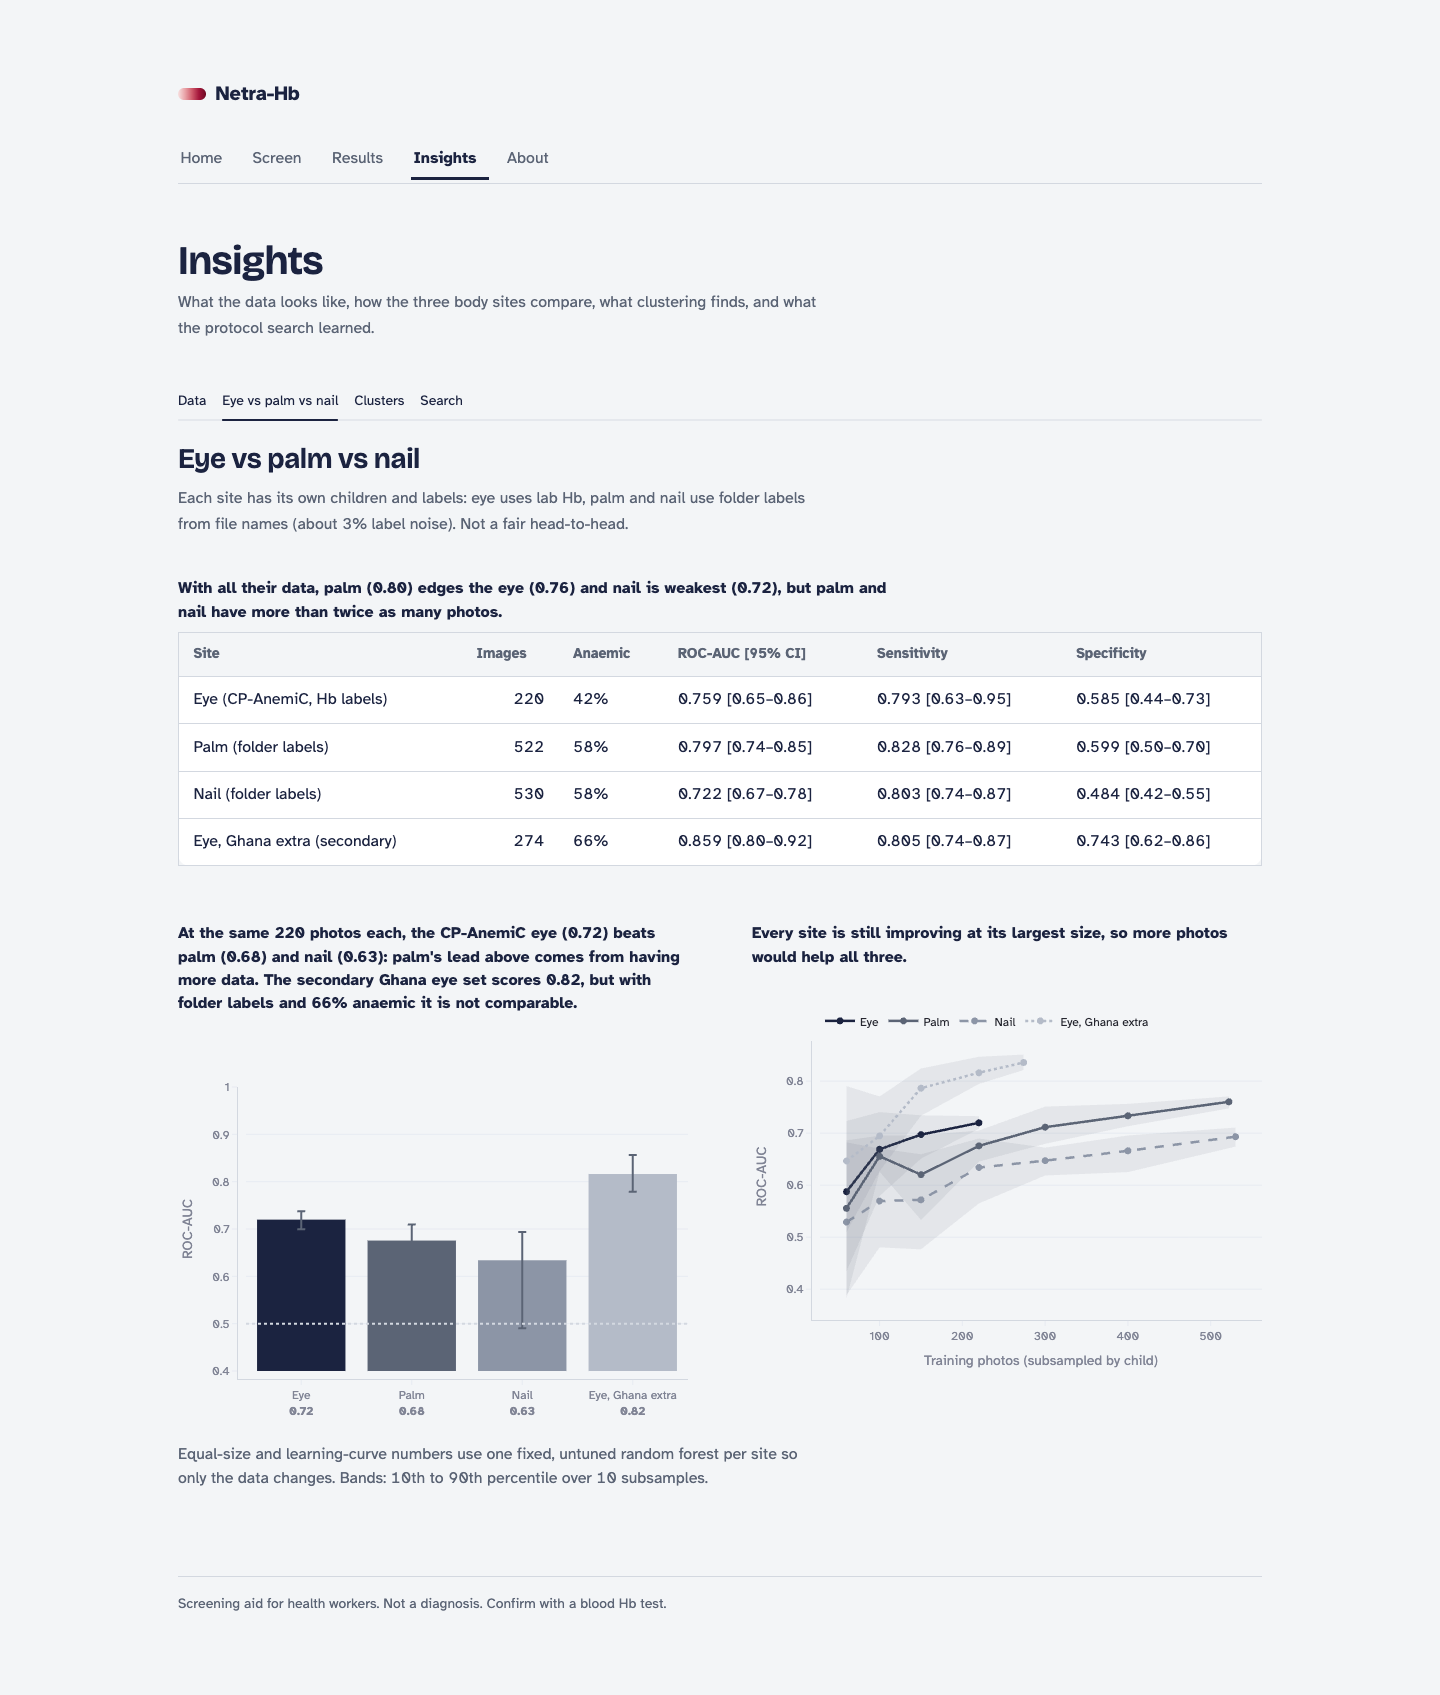 Netra-Hb
Home Screen Results Insights About
Insights
What the data looks like, how the three body sites compare, what clustering finds, and what
the protocol search learned.
Data Eye vs palm vs nail Clusters Search
Eye vs palm vs nail
Each site has its own children and labels: eye uses lab Hb, palm and nail use folder labels
from file names (about 3% label noise). Not a fair head-to-head.
With all their data, palm (0.80) edges the eye (0.76) and nail is weakest (0.72), but palm and
nail have more than twice as many photos.
Site Images Anaemic ROC-AUC [95% CI] Sensitivity Specificity
Eye (CP-AnemiC, Hb labels) 220 42% 0.759 [0.65–0.86] 0.793 [0.63–0.95] 0.585 [0.44–0.73]
Palm (folder labels) 522 58% 0.797 [0.74–0.85] 0.828 [0.76–0.89] 0.599 [0.50–0.70]
Nail (folder labels) 530 58% 0.722 [0.67–0.78] 0.803 [0.74–0.87] 0.484 [0.42–0.55]
Eye, Ghana extra (secondary) 274 66% 0.859 [0.80–0.92] 0.805 [0.74–0.87] 0.743 [0.62–0.86]
At the same 220 photos each, the CP-AnemiC eye (0.72) beats
palm (0.68) and nail (0.63): palm's lead above comes from having
more data. The secondary Ghana eye set scores 0.82, but with
folder labels and 66% anaemic it is not comparable.
ROC-AUC
1
0.9
0.8
0.7
0.6
0.5
0.4
Eye Palm Nail Eye, Ghana extra
0.72 0.68 0.63 0.82
Every site is still improving at its largest size, so more photos
would help all three.
Eye Palm Nail Eye, Ghana extra
ROC-AUC
0.8
0.7
0.6
0.5
0.4
100 200 300 400 500
Training photos (subsampled by child)
Equal-size and learning-curve numbers use one fixed, untuned random forest per site so
only the data changes. Bands: 10th to 90th percentile over 10 subsamples.
Screening aid for health workers. Not a diagnosis. Confirm with a blood Hb test.